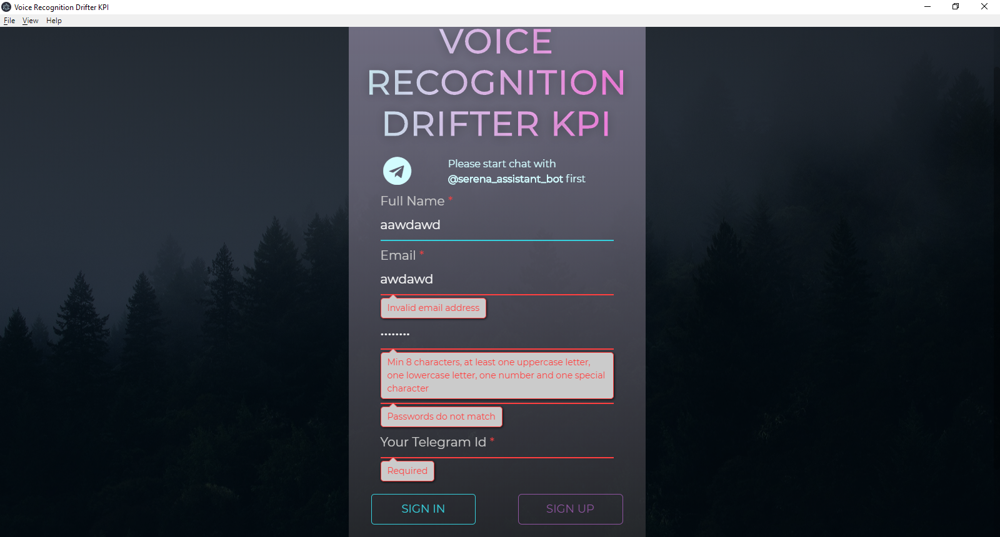 Voice Recognition Drifter KPI
File View Help
VOICE
RECOGNITION
DRIFTER KPI
Please start chat with
@serena_assistant_bot first
Full Name *
aawdawd
Email *
awdawd
Invalid email address
••••••••
Min 8 characters, at least one uppercase letter,
one lowercase letter, one number and one special
character
Passwords do not match
Your Telegram Id *
Required
SIGN IN
SIGN UP